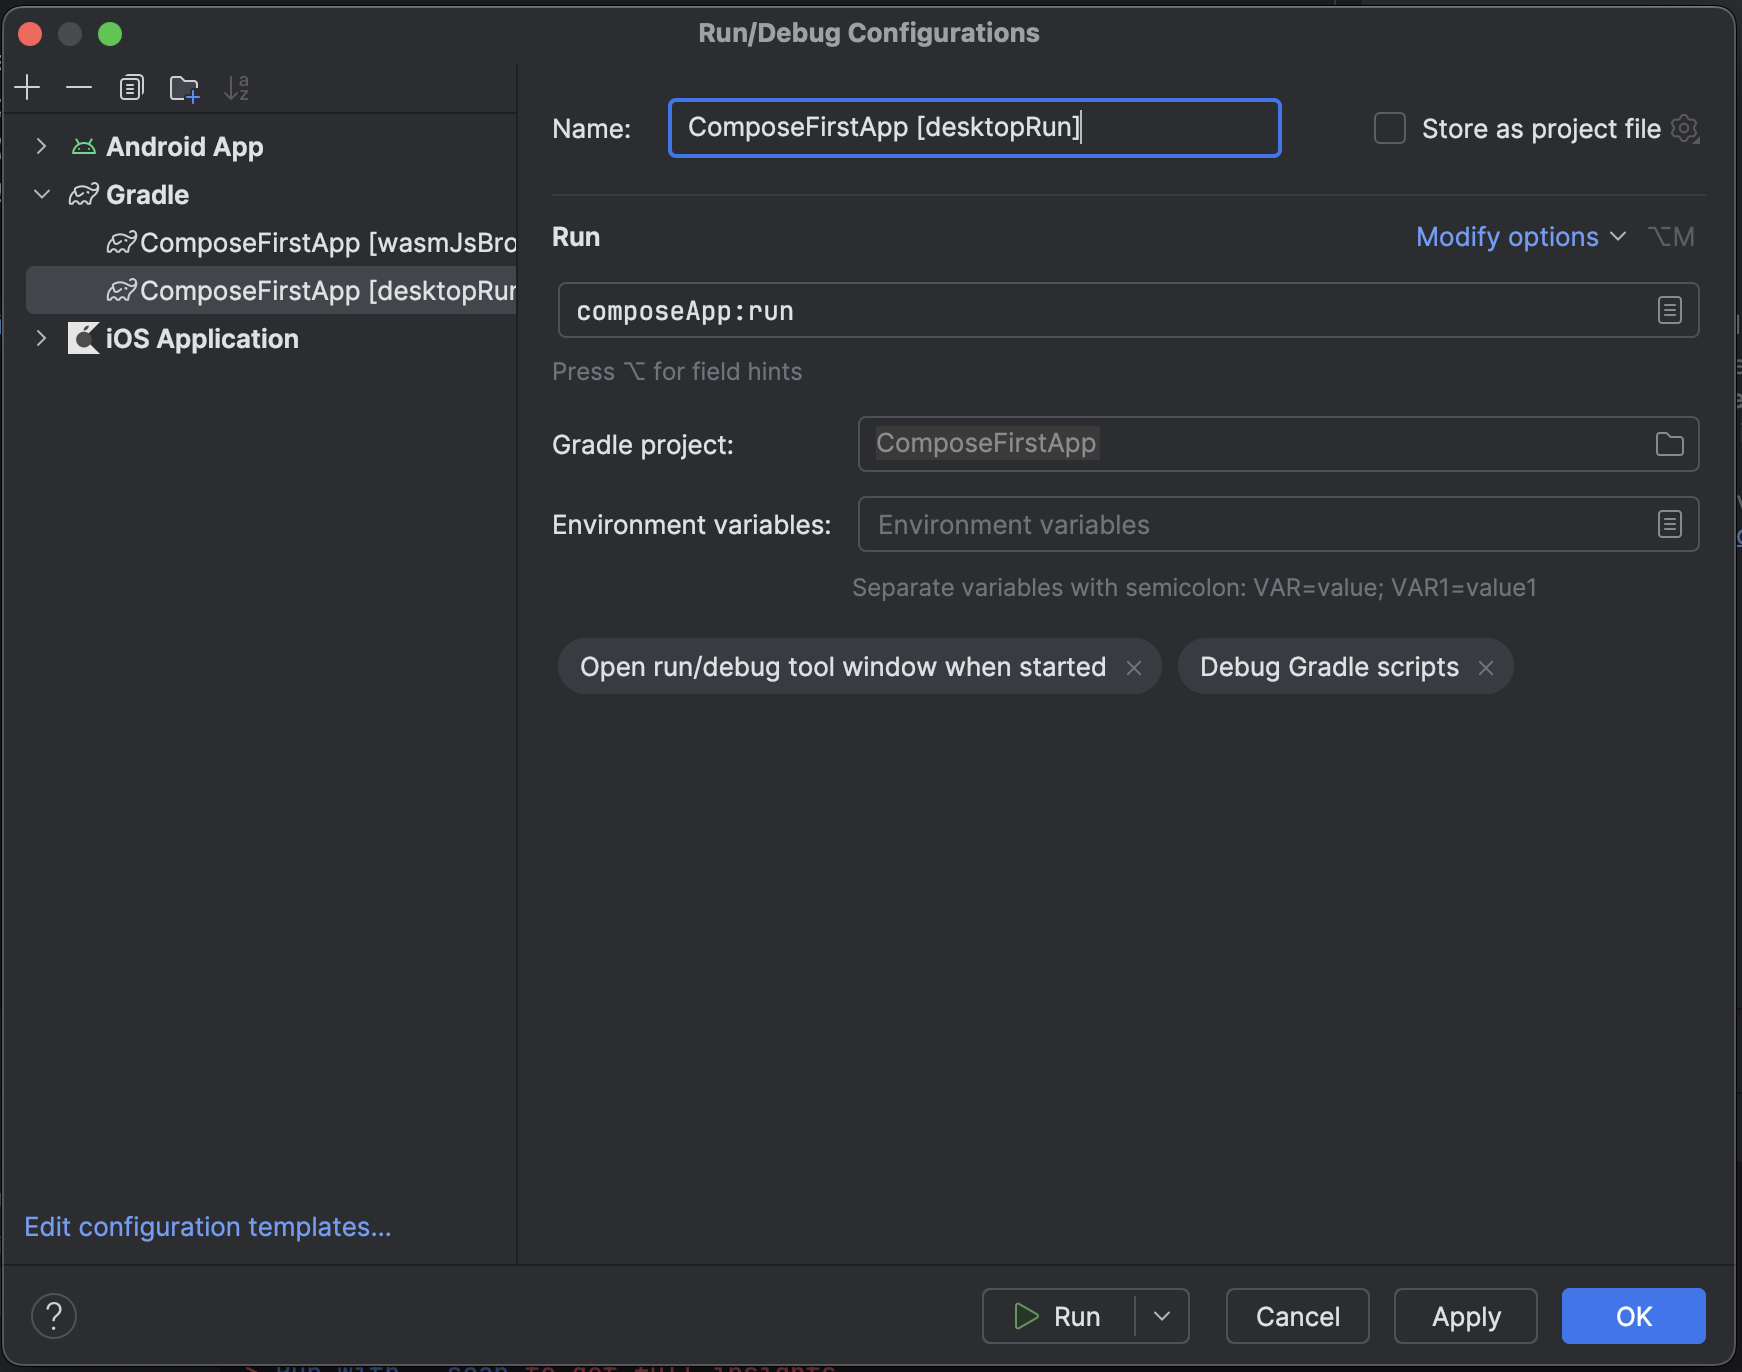 Run/Debug Configurations
Android App
Gradle
ComposeFirstApp [wasmJsBro
ComposeFirstApp [desktopRun
iOS Application
Edit configuration templates...
Name:
ComposeFirstApp [desktopRun]
Store as project file
Run
Modify options
⌥M
composeApp:run
Press ⌥ for field hints
Gradle project:
ComposeFirstApp
Environment variables:
Environment variables
Separate variables with semicolon: VAR=value; VAR1=value1
Open run/debug tool window when started
Debug Gradle scripts
?
Run
Cancel
Apply
OK